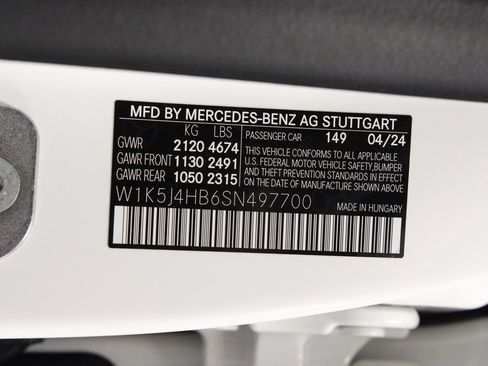 MFD BY MERCEDES-BENZ AG STUTTGART
KG LBS
GVWR 2120 4674
GAWR FRONT 1130 2491
GAWR REAR 1050 2315
PASSENGER CAR 149 04/24
THIS VEHICLE CONFORMS TO ALL APPLICABLE
U.S. FEDERAL MOTOR VEHICLE SAFETY, BUMPER
AND THEFT PREVENTION STANDARDS IN EFFECT
ON THE DATE OF MANUFACTURE SHOWN ABOVE.
W1K5J4HB6SN497700
MADE IN HUNGARY